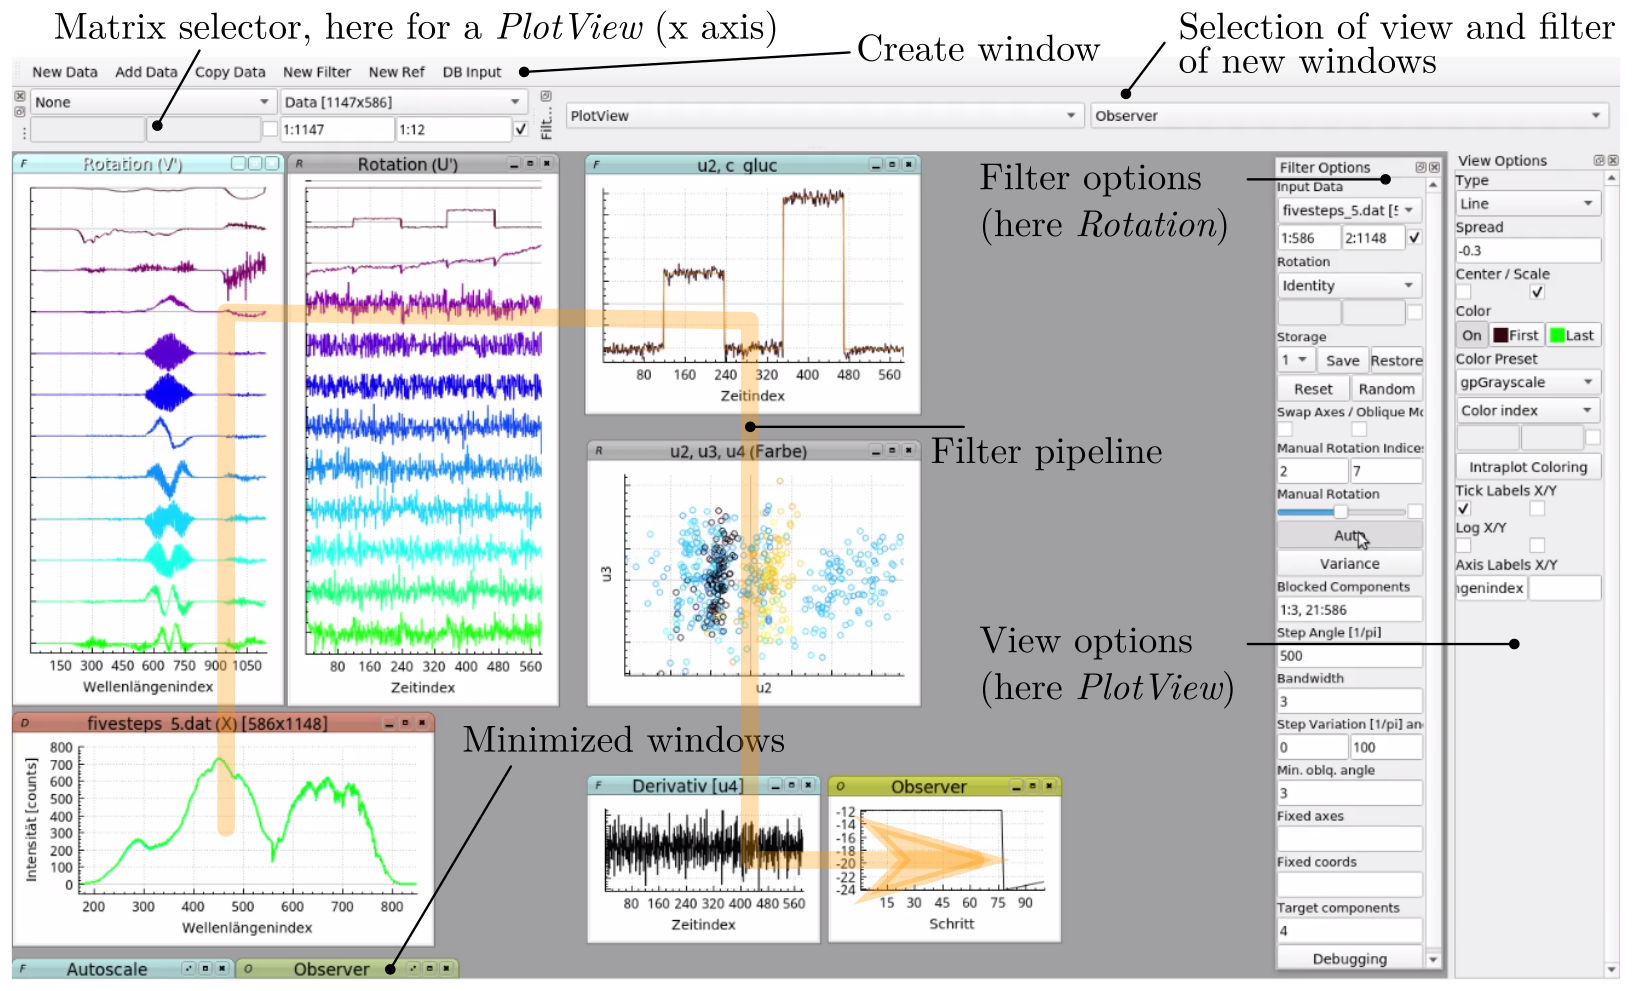 Matrix selector, here for a PlotView (x axis)
Create window
Selection of view and filter
of new windows
New Data Add Data Copy Data New Filter New Ref DB Input
None
Data [1147x586]
1:1147 1:12
Filt...
PlotView
Observer
F Rotation (V')
150 300 450 600 750 900 1050
Wellenlängenindex
R Rotation (U')
80 160 240 320 400 480 560
Zeitindex
F u2, c_gluc
80 160 240 320 400 480 560
Zeitindex
Filter pipeline
R u2, u3, u4 (Farbe)
u3
u2
Filter options
(here Rotation)
View options
(here PlotView)
Minimized windows
D fivesteps_5.dat (X) [586x1148]
Intensität [counts]
800
700
600
500
400
300
200
100
0
200 300 400 500 600 700 800
Wellenlängenindex
F Derivativ [u4]
80 160 240 320 400 480 560
Zeitindex
O Observer
-12
-14
-16
-18
-20
-22
-24
15 30 45 60 75 90
Schritt
F Autoscale
O Observer
Filter Options
Input Data
fivesteps_5.dat [5
1:586 2:1148
Rotation
Identity
Storage
1 Save Restore
Reset Random
Swap Axes / Oblique Mo
Manual Rotation Indices
2 7
Manual Rotation
Auto
Variance
Blocked Components
1:3, 21:586
Step Angle [1/pi]
500
Bandwidth
3
Step Variation [1/pi] an
0 100
Min. oblq. angle
3
Fixed axes
Fixed coords
Target components
4
Debugging
View Options
Type
Line
Spread
-0.3
Center / Scale
Color
On First Last
Color Preset
gpGrayscale
Color index
Intraplot Coloring
Tick Labels X/Y
Log X/Y
Axis Labels X/Y
ngenindex